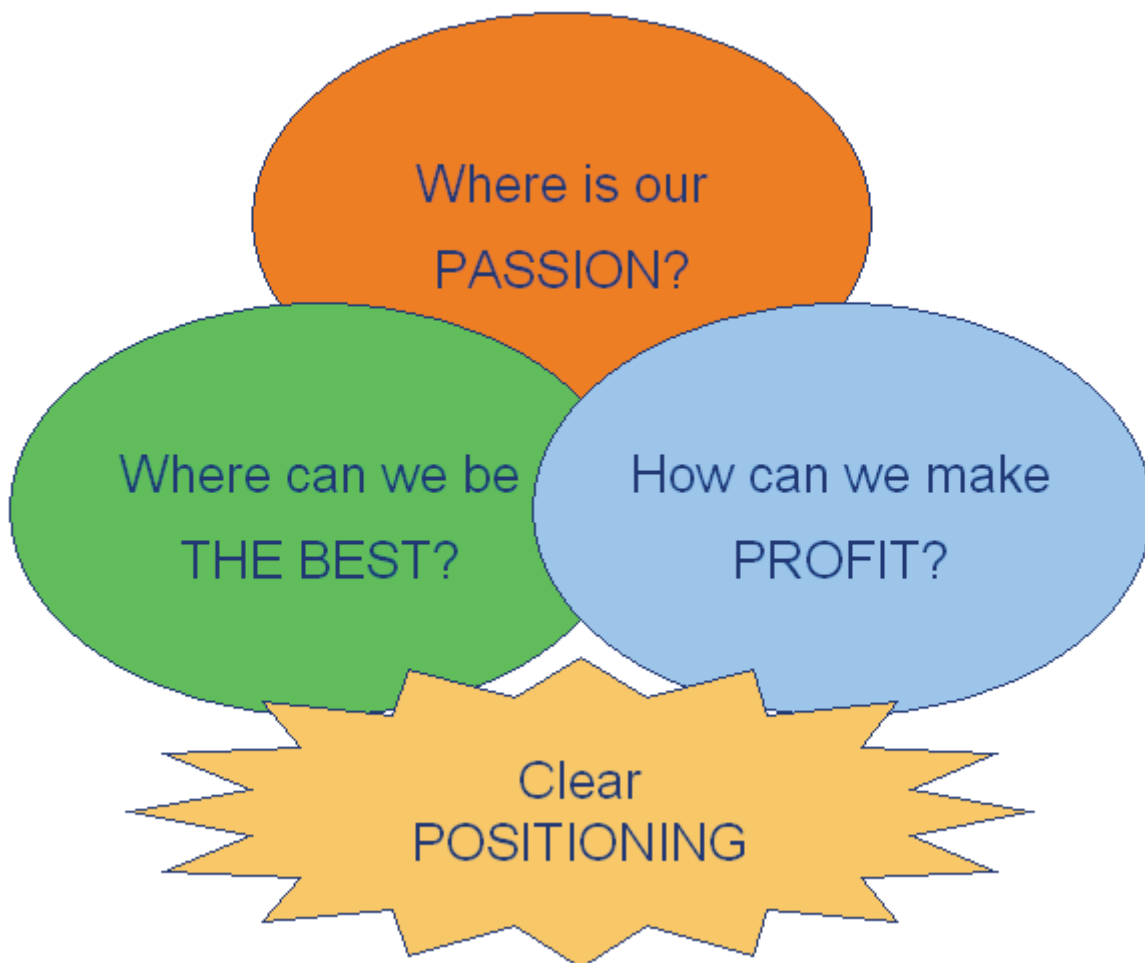 Where is our
PASSION?
Where can we be
THE BEST?
How can we make
PROFIT?
Clear
POSITIONING